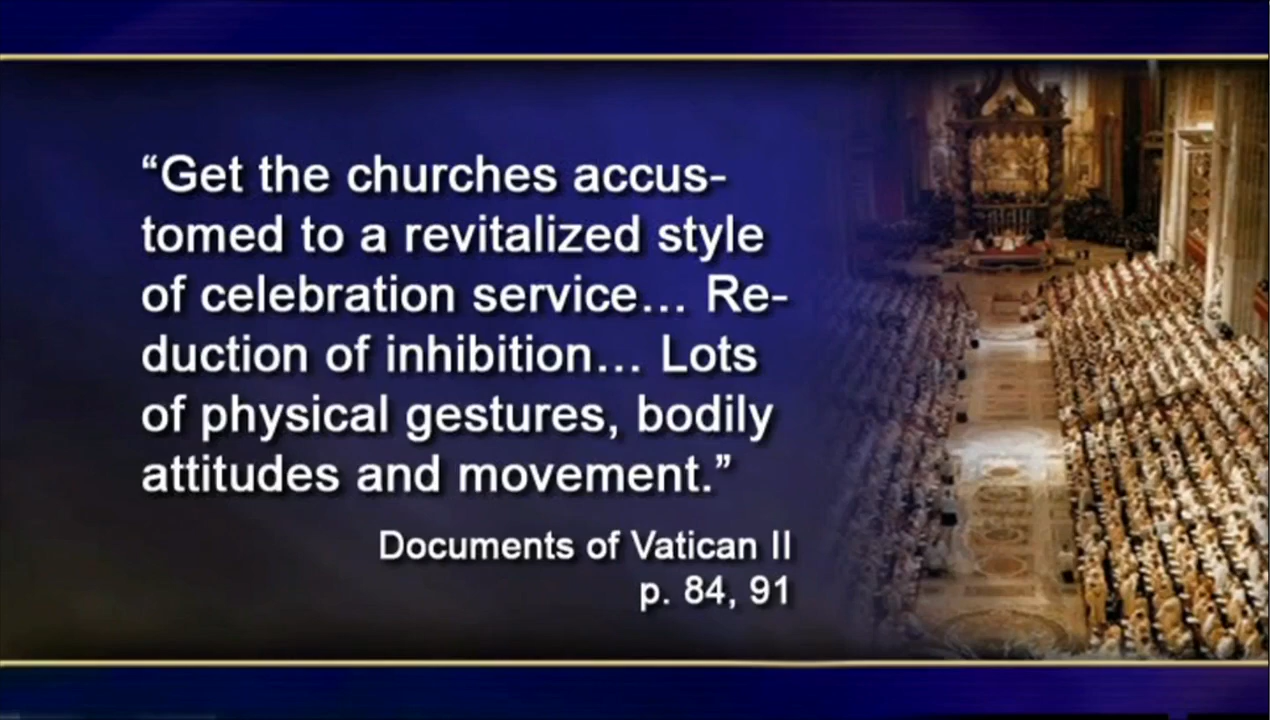 “Get the churches accus-
tomed to a revitalized style
of celebration service... Re-
duction of inhibition... Lots
of physical gestures, bodily
attitudes and movement.”
Documents of Vatican II
p. 84, 91